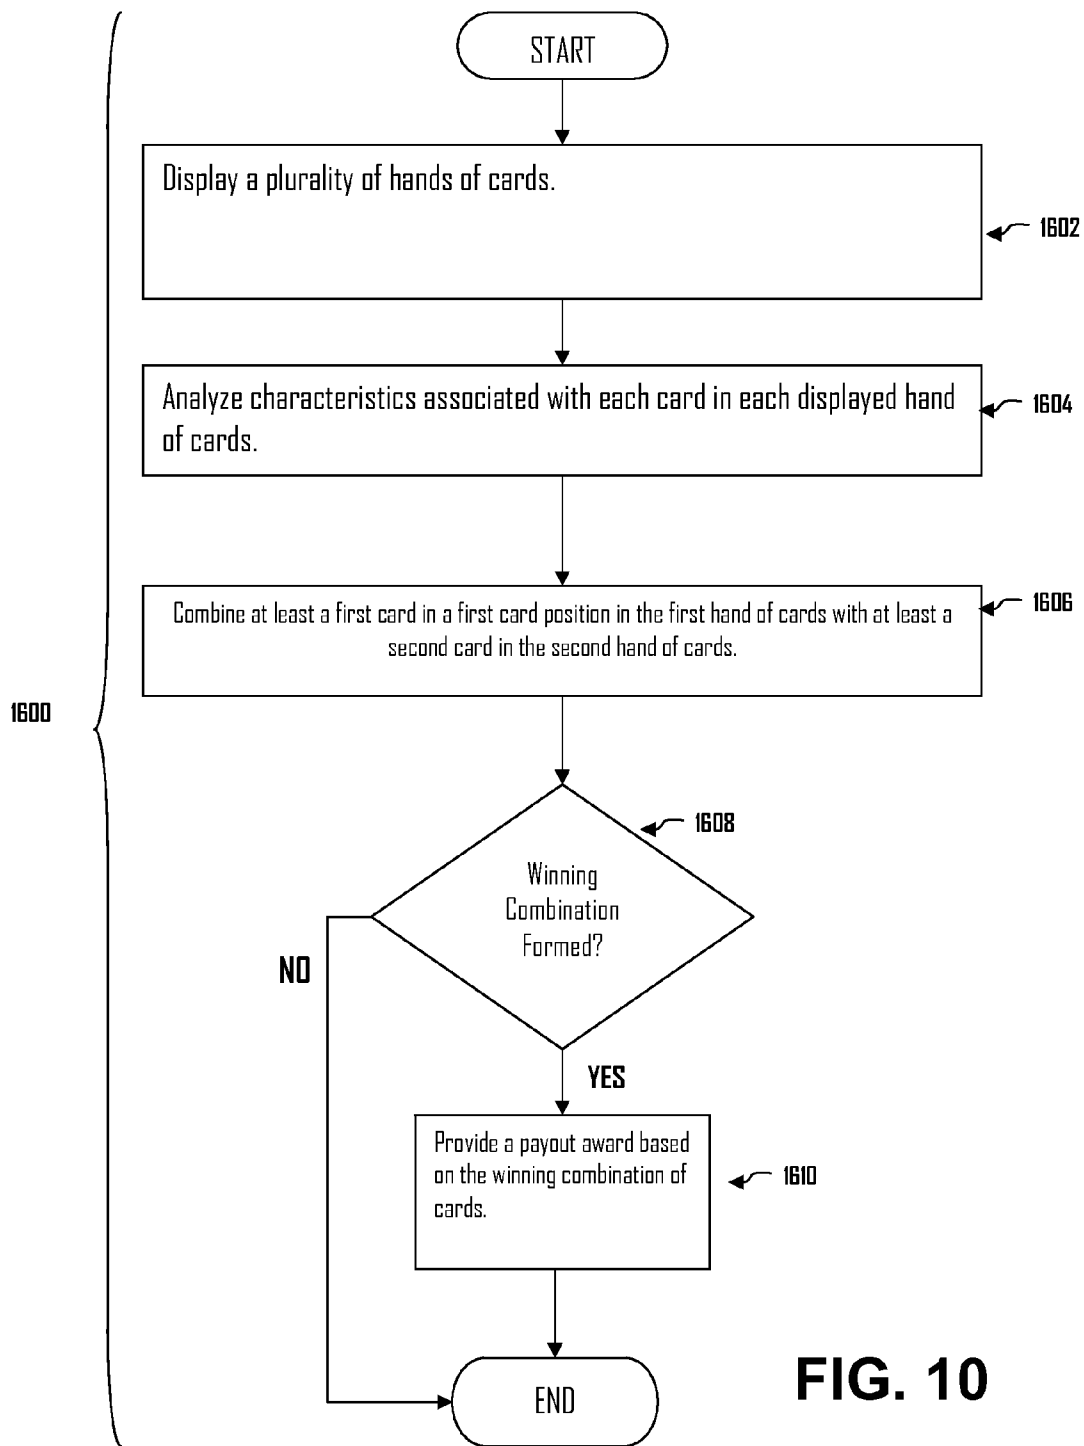 START
Display a plurality of hands of cards.
1602
Analyze characteristics associated with each card in each displayed hand
of cards.
1604
Combine at least a first card in a first card position in the first hand of cards with at least a
second card in the second hand of cards.
1606
1600
1608
Winning
Combination
Formed?
NO
YES
Provide a payout award based
on the winning combination of
cards.
1610
END
FIG. 10